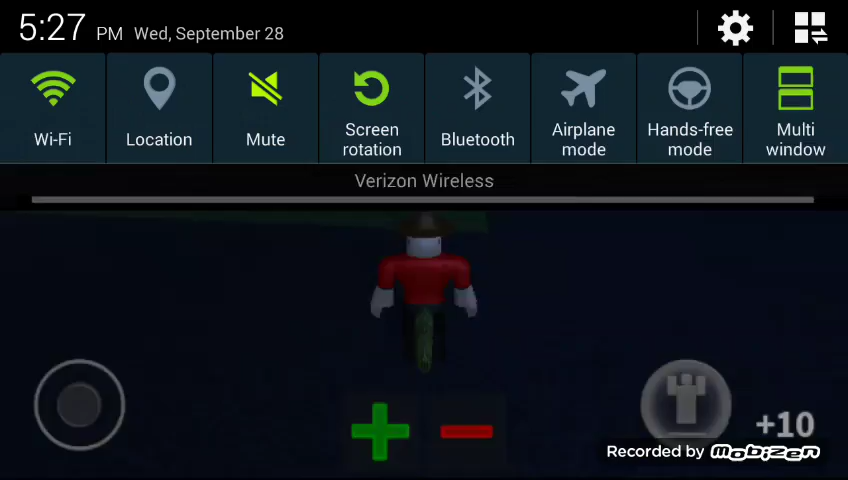 5:27 PM Wed, September 28
Wi-Fi
Location
Mute
Screen
rotation
Bluetooth
Airplane
mode
Hands-free
mode
Multi
window
Verizon Wireless
+10
Recorded by Mobizen